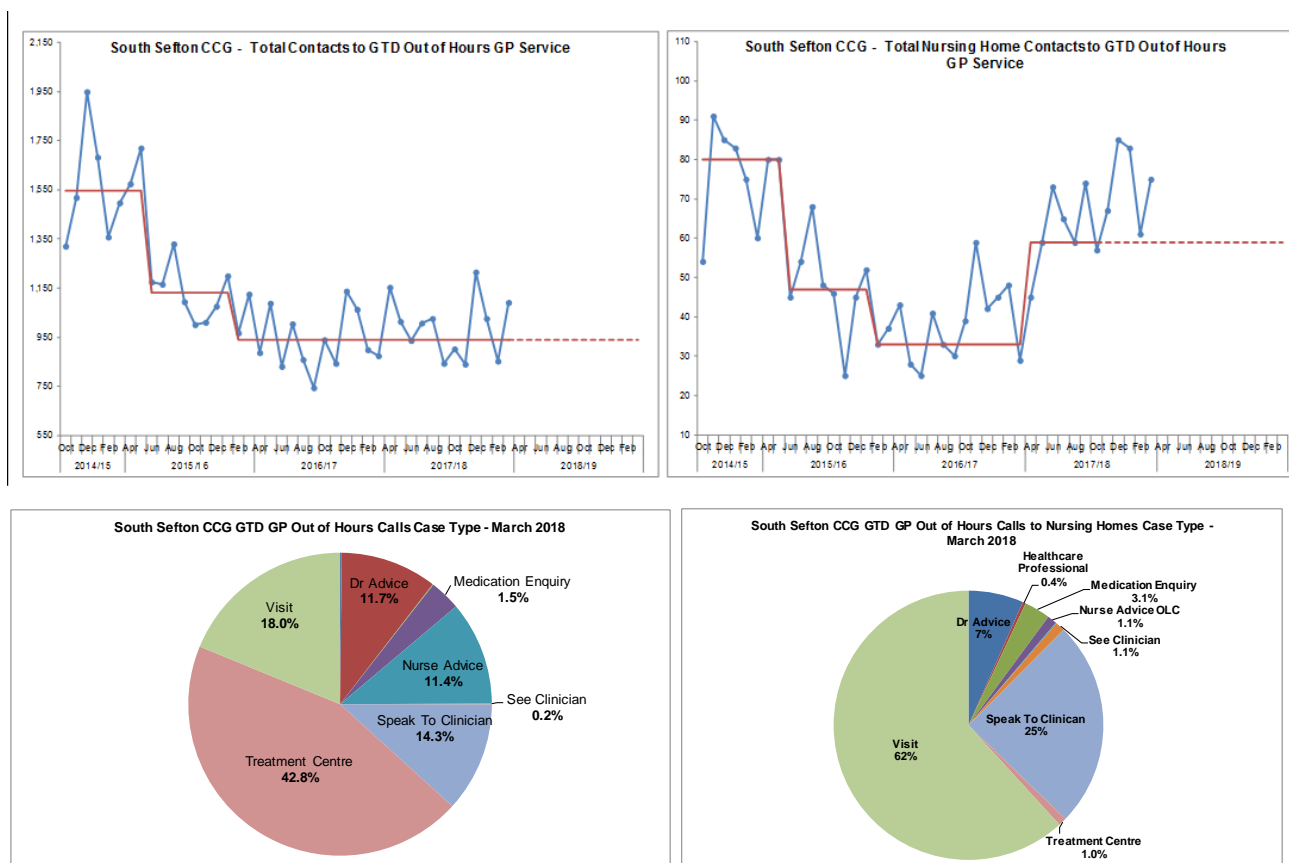 South Sefton CCG - Total Contacts to GTD Out of Hours GP Service
2,150
1,950
1,750
1,550
1,350
1,150
950
750
550
Oct Dec Feb Apr Jun Aug Oct Dec Feb Apr Jun Aug Oct Dec Feb Apr Jun Aug Oct Dec Feb Apr Jun Aug Oct Dec Feb
2014/15 2015/16 2016/17 2017/18 2018/19
South Sefton CCG - Total Nursing Home Contacts to GTD Out of Hours
GP Service
110
100
90
80
70
60
50
40
30
20
10
Oct Dec Feb Apr Jun Aug Oct Dec Feb Apr Jun Aug Oct Dec Feb Apr Jun Aug Oct Dec Feb Apr Jun Aug Oct Dec Feb
2014/15 2015/16 2016/17 2017/18 2018/19
South Sefton CCG GTD GP Out of Hours Calls Case Type - March 2018
Dr Advice
11.7%
Medication Enquiry
1.5%
Nurse Advice
11.4%
See Clinician
0.2%
Speak To Clinician
14.3%
Treatment Centre
42.8%
Visit
18.0%
South Sefton CCG GTD GP Out of Hours Calls to Nursing Homes Case Type -
March 2018
Healthcare
Professional
0.4%
Medication Enquiry
3.1%
Nurse Advice OLC
1.1%
See Clinician
1.1%
Dr Advice
7%
Speak To Clinican
25%
Visit
62%
Treatment Centre
1.0%